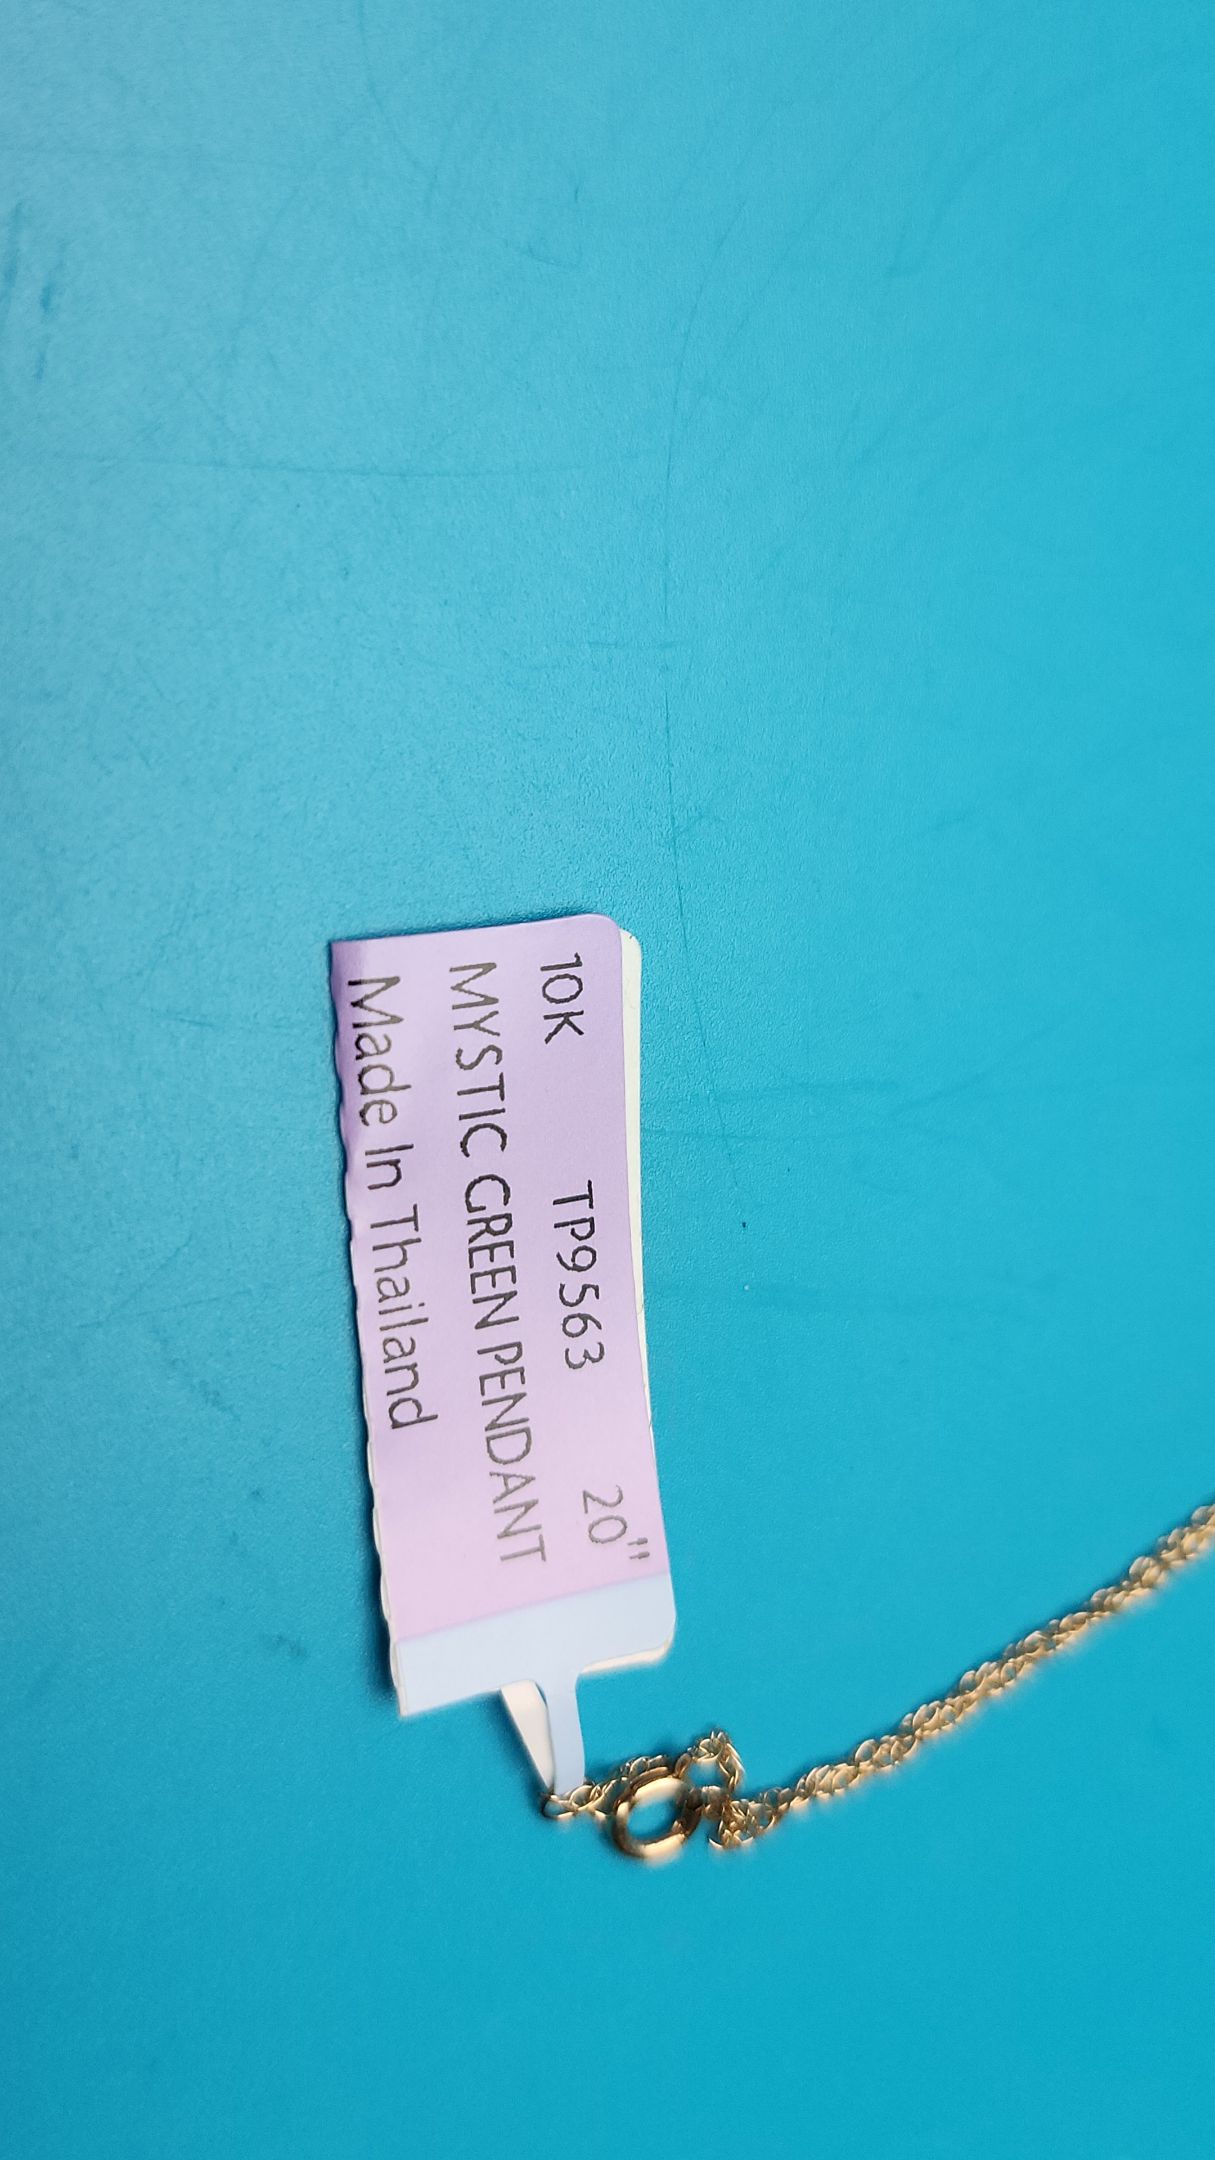 10K TP9563 20"
MYSTIC GREEN PENDANT
Made In Thailand